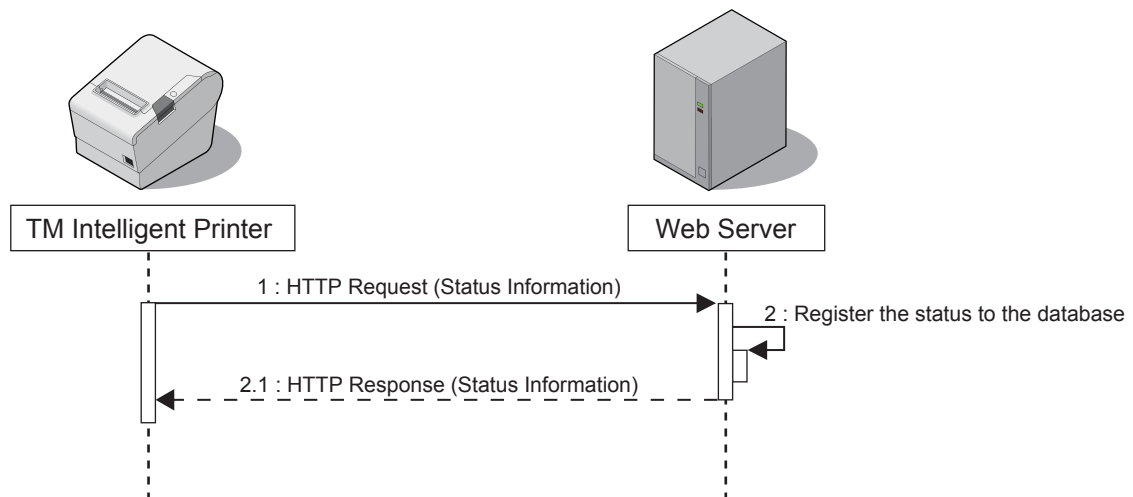 TM Intelligent Printer
Web Server
1 : HTTP Request (Status Information)
2 : Register the status to the database
2.1 : HTTP Response (Status Information)